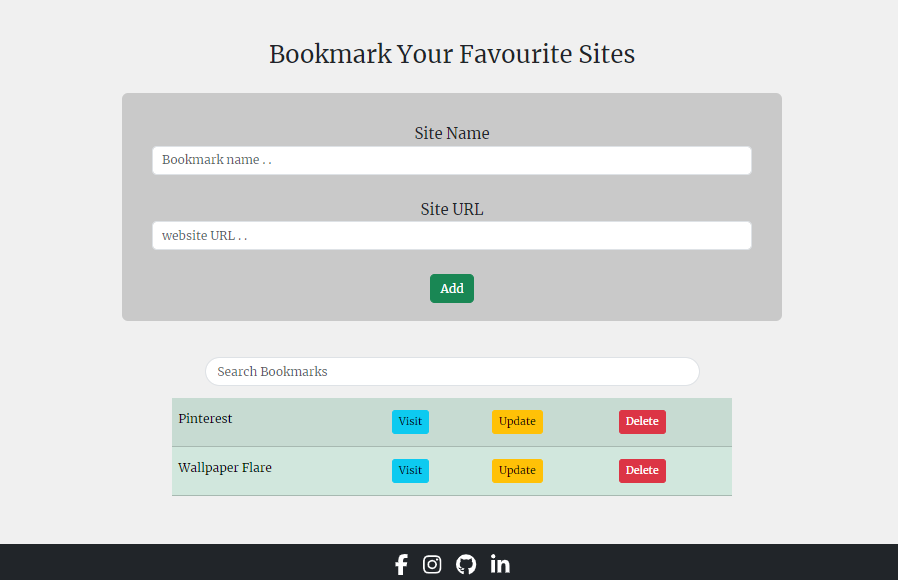 Bookmark Your Favourite Sites
Site Name
Bookmark name . .
Site URL
website URL . .
Add
Search Bookmarks
Pinterest Visit Update Delete
Wallpaper Flare Visit Update Delete